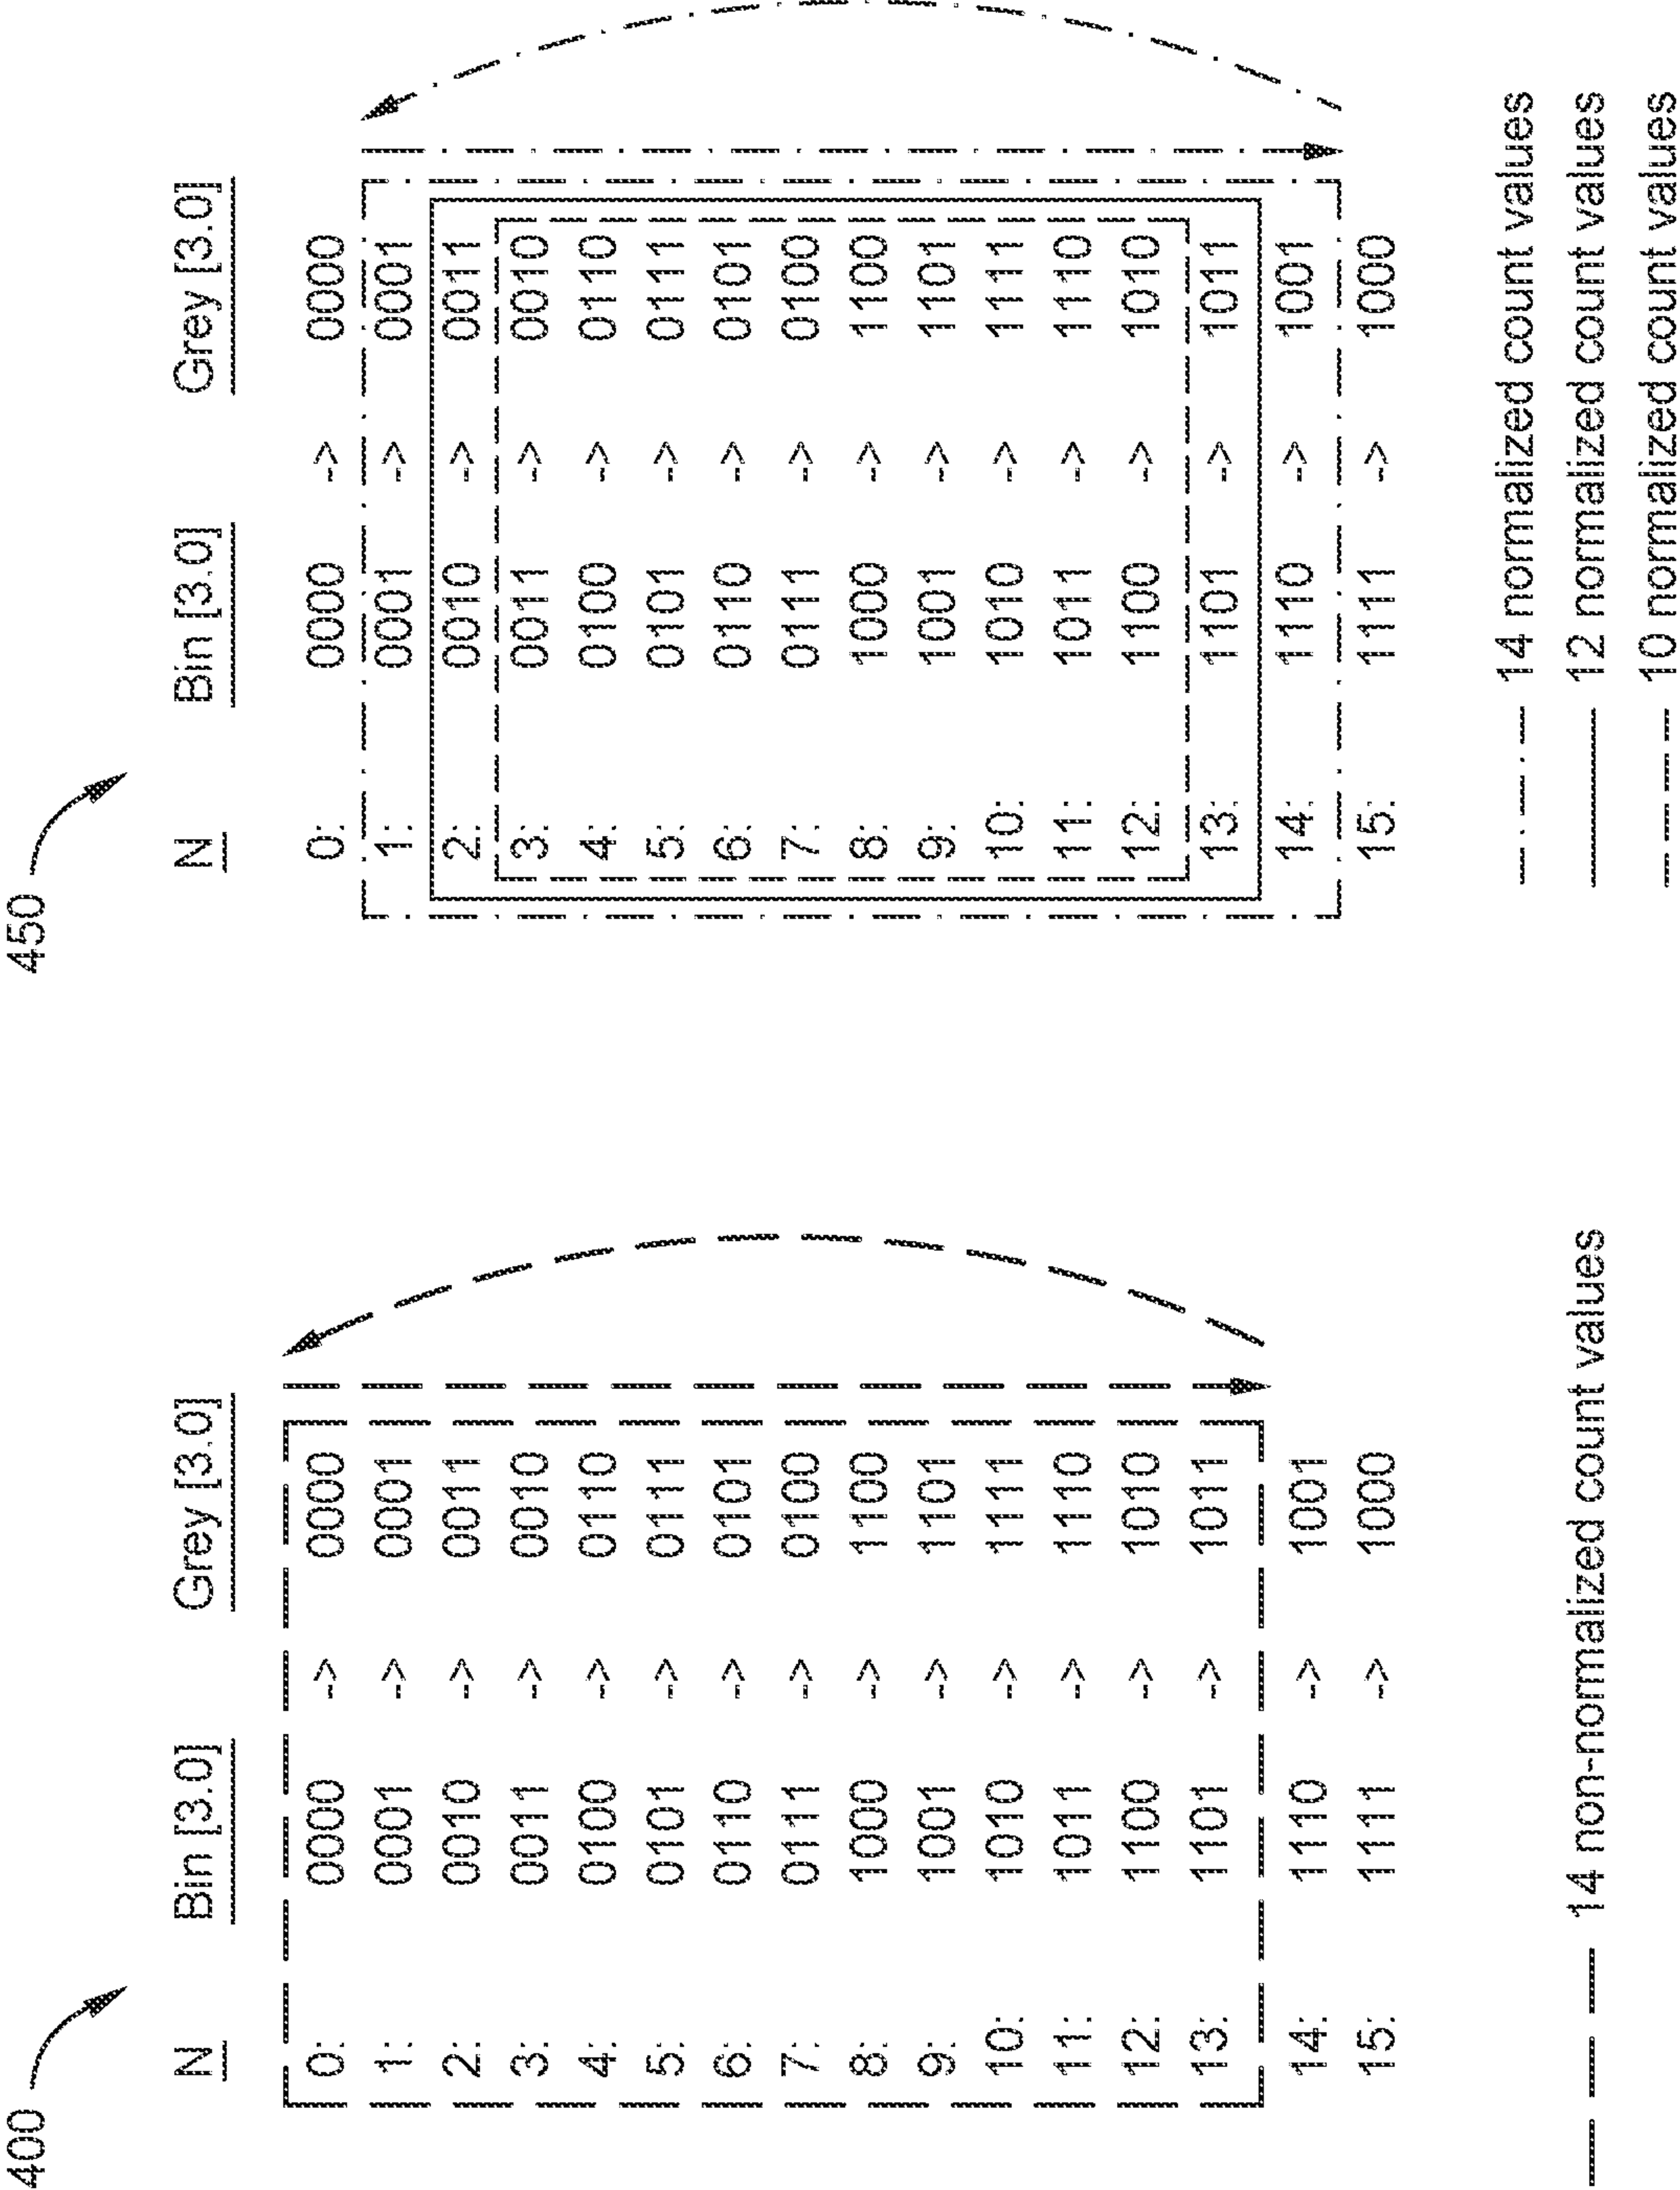 400
N Bin [3.0] Grey [3.0]
0: 0000 -> 0000
1: 0001 -> 0001
2: 0010 -> 0011
3: 0011 -> 0010
4: 0100 -> 0110
5: 0101 -> 0111
6: 0110 -> 0101
7: 0111 -> 0100
8: 1000 -> 1100
9: 1001 -> 1101
10: 1010 -> 1111
11: 1011 -> 1110
12: 1100 -> 1010
13: 1101 -> 1011
14: 1110 -> 1001
15: 1111 -> 1000
14 non-normalized count values
450
N Bin [3.0] Grey [3.0]
0: 0000 -> 0000
1: 0001 -> 0001
2: 0010 -> 0011
3: 0011 -> 0010
4: 0100 -> 0110
5: 0101 -> 0111
6: 0110 -> 0101
7: 0111 -> 0100
8: 1000 -> 1100
9: 1001 -> 1101
10: 1010 -> 1111
11: 1011 -> 1110
12: 1100 -> 1010
13: 1101 -> 1011
14: 1110 -> 1001
15: 1111 -> 1000
14 normalized count values
12 normalized count values
10 normalized count values